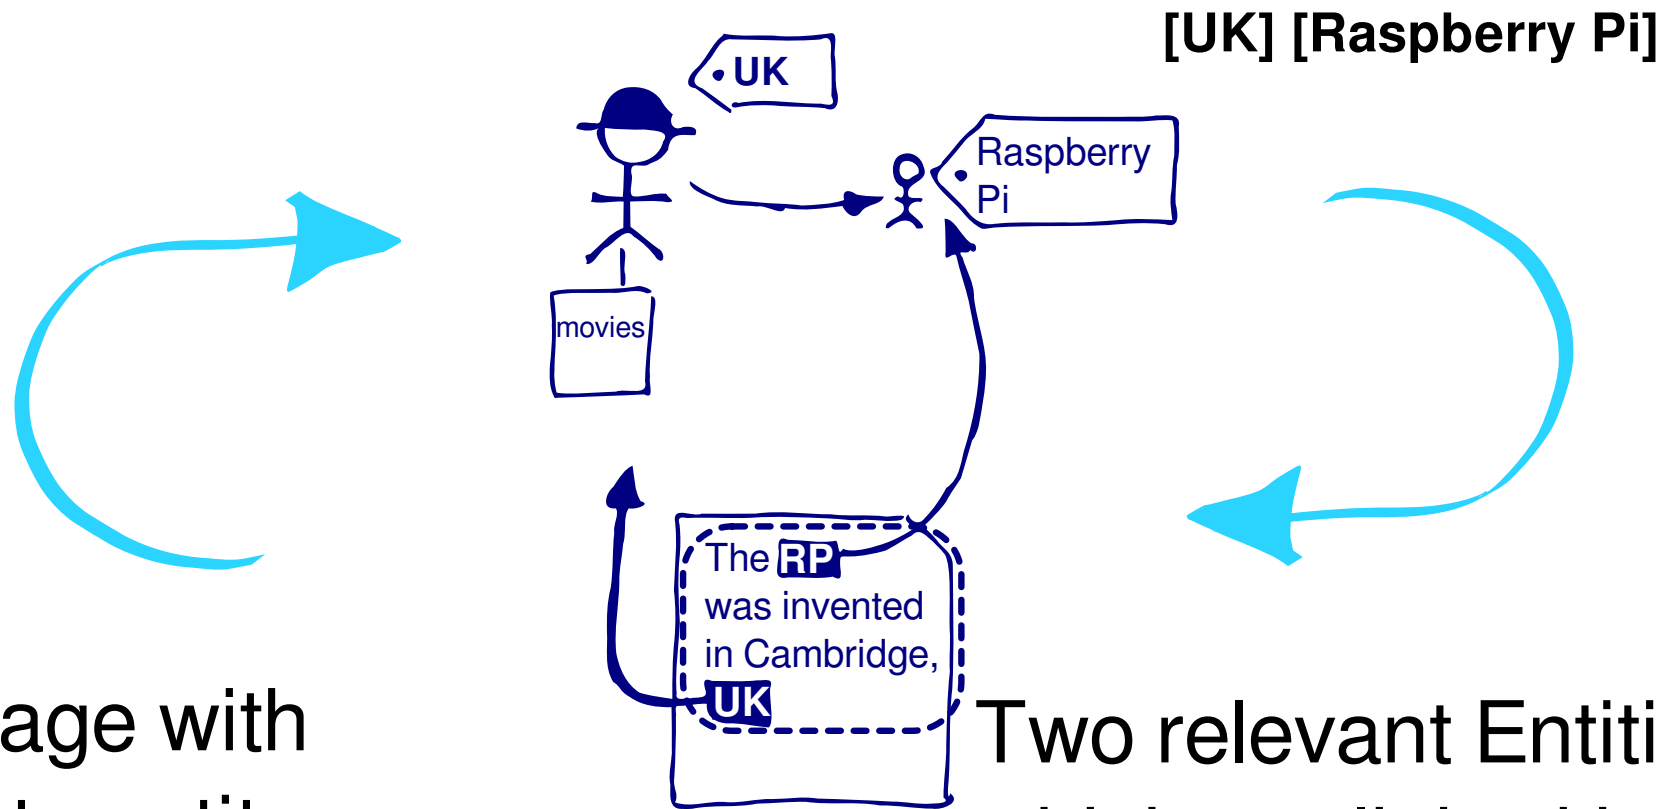 [UK] [Raspberry Pi]
UK
Raspberry
Pi
movies
The RP
was invented
in Cambridge,
UK
age with
Two relevant Entiti